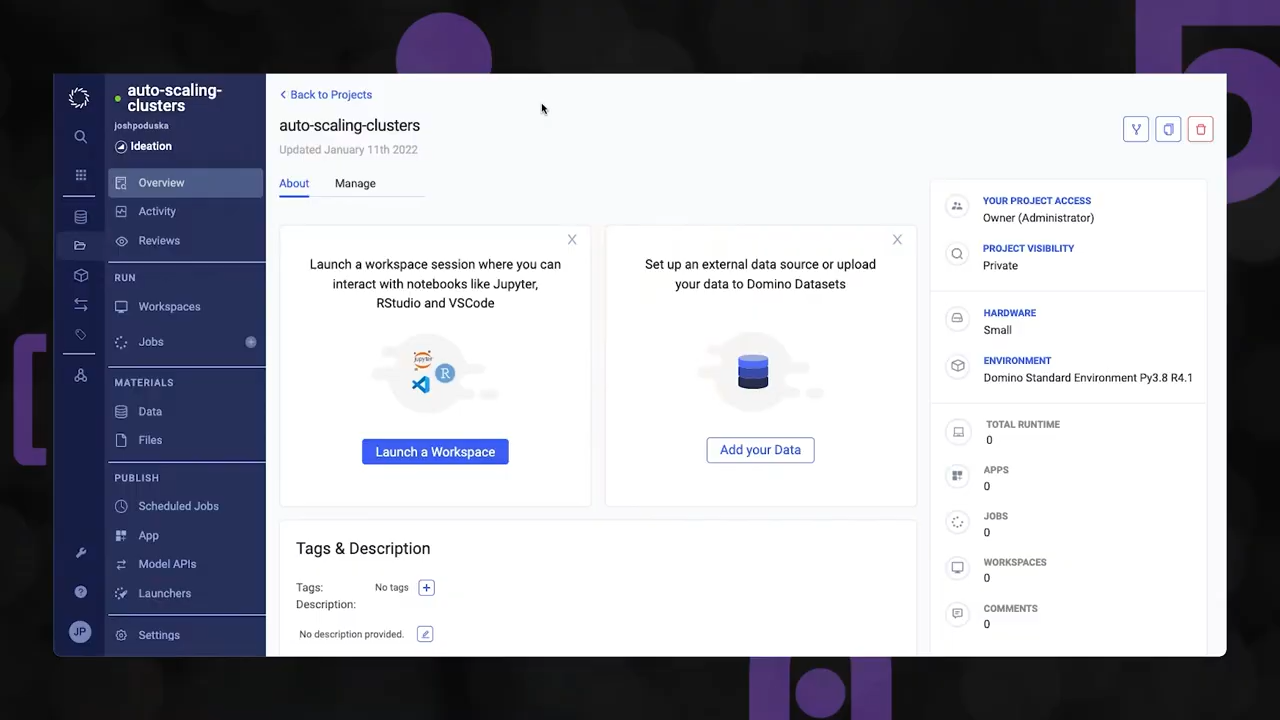 auto-scaling-
clusters
joshpoduska
Ideation
Overview
Activity
Reviews
RUN
Workspaces
Jobs
MATERIALS
Data
Files
PUBLISH
Scheduled Jobs
App
Model APIs
Launchers
Settings
JP
Back to Projects
auto-scaling-clusters
Updated January 11th 2022
About
Manage
Launch a workspace session where you can
interact with notebooks like Jupyter,
RStudio and VSCode
jupyter
R
Launch a Workspace
Set up an external data source or upload
your data to Domino Datasets
Add your Data
Tags & Description
Tags: No tags
Description:
No description provided.
YOUR PROJECT ACCESS
Owner (Administrator)
PROJECT VISIBILITY
Private
HARDWARE
Small
ENVIRONMENT
Domino Standard Environment Py3.8 R4.1
TOTAL RUNTIME
0
APPS
0
JOBS
0
WORKSPACES
0
COMMENTS
0